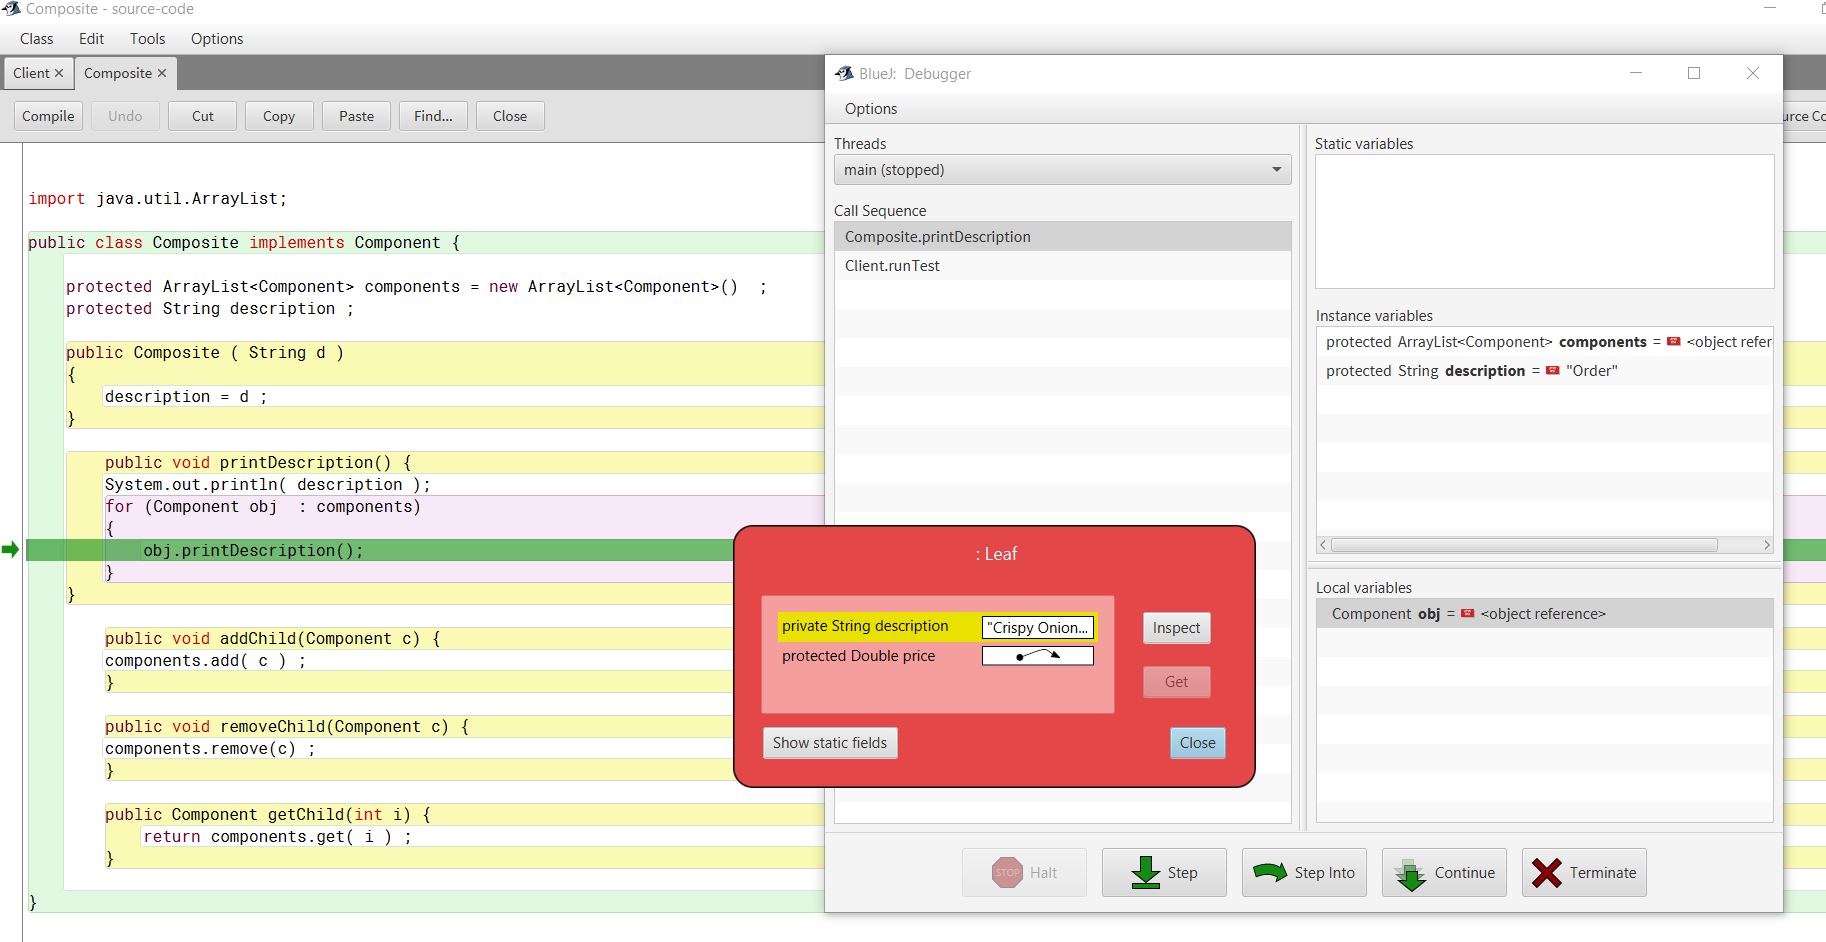 Composite - source-code
Class Edit Tools Options
Client ✕ Composite ✕
Compile Undo Cut Copy Paste Find... Close
import java.util.ArrayList;
public class Composite implements Component {
protected ArrayList<Component> components = new ArrayList<Component>()  ;
protected String description ;
public Composite ( String d )
{
description = d ;
}
public void printDescription() {
System.out.println( description );
for (Component obj  : components)
{
obj.printDescription();
}
}
public void addChild(Component c) {
components.add( c ) ;
}
public void removeChild(Component c) {
components.remove(c) ;
}
public Component getChild(int i) {
return components.get( i ) ;
}
}
BlueJ: Debugger
Options
Threads
main (stopped)
Call Sequence
Composite.printDescription
Client.runTest
Static variables
Instance variables
protected ArrayList<Component> components = <object refer
protected String description = "Order"
Local variables
Component obj = <object reference>
: Leaf
private String description "Crispy Onion...
protected Double price
Inspect
Get
Show static fields
Close
STOP Halt Step Step Into Continue Terminate